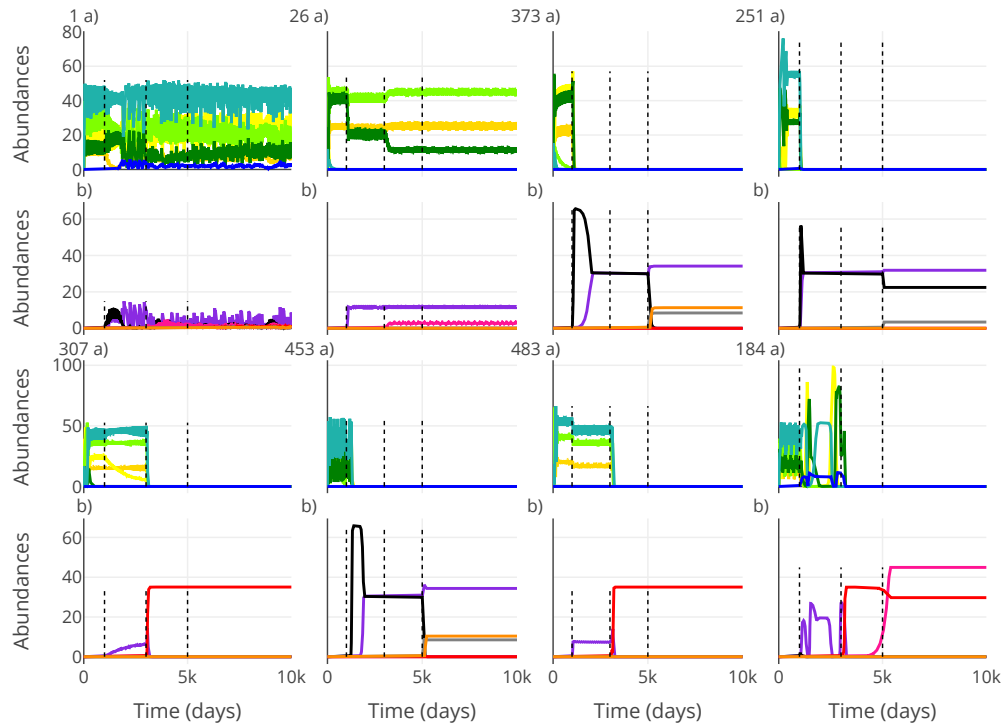 1 a) 26 a) 373 a) 251 a)
80
60
40
20
0
Abundances
b) b) b) b)
60
40
20
0
Abundances
307 a) 453 a) 483 a) 184 a)
100
50
0
Abundances
b) b) b) b)
60
40
20
0
Abundances
0 5k 10k 0 5k 0 5k 0 5k 10k
Time (days) Time (days) Time (days) Time (days)